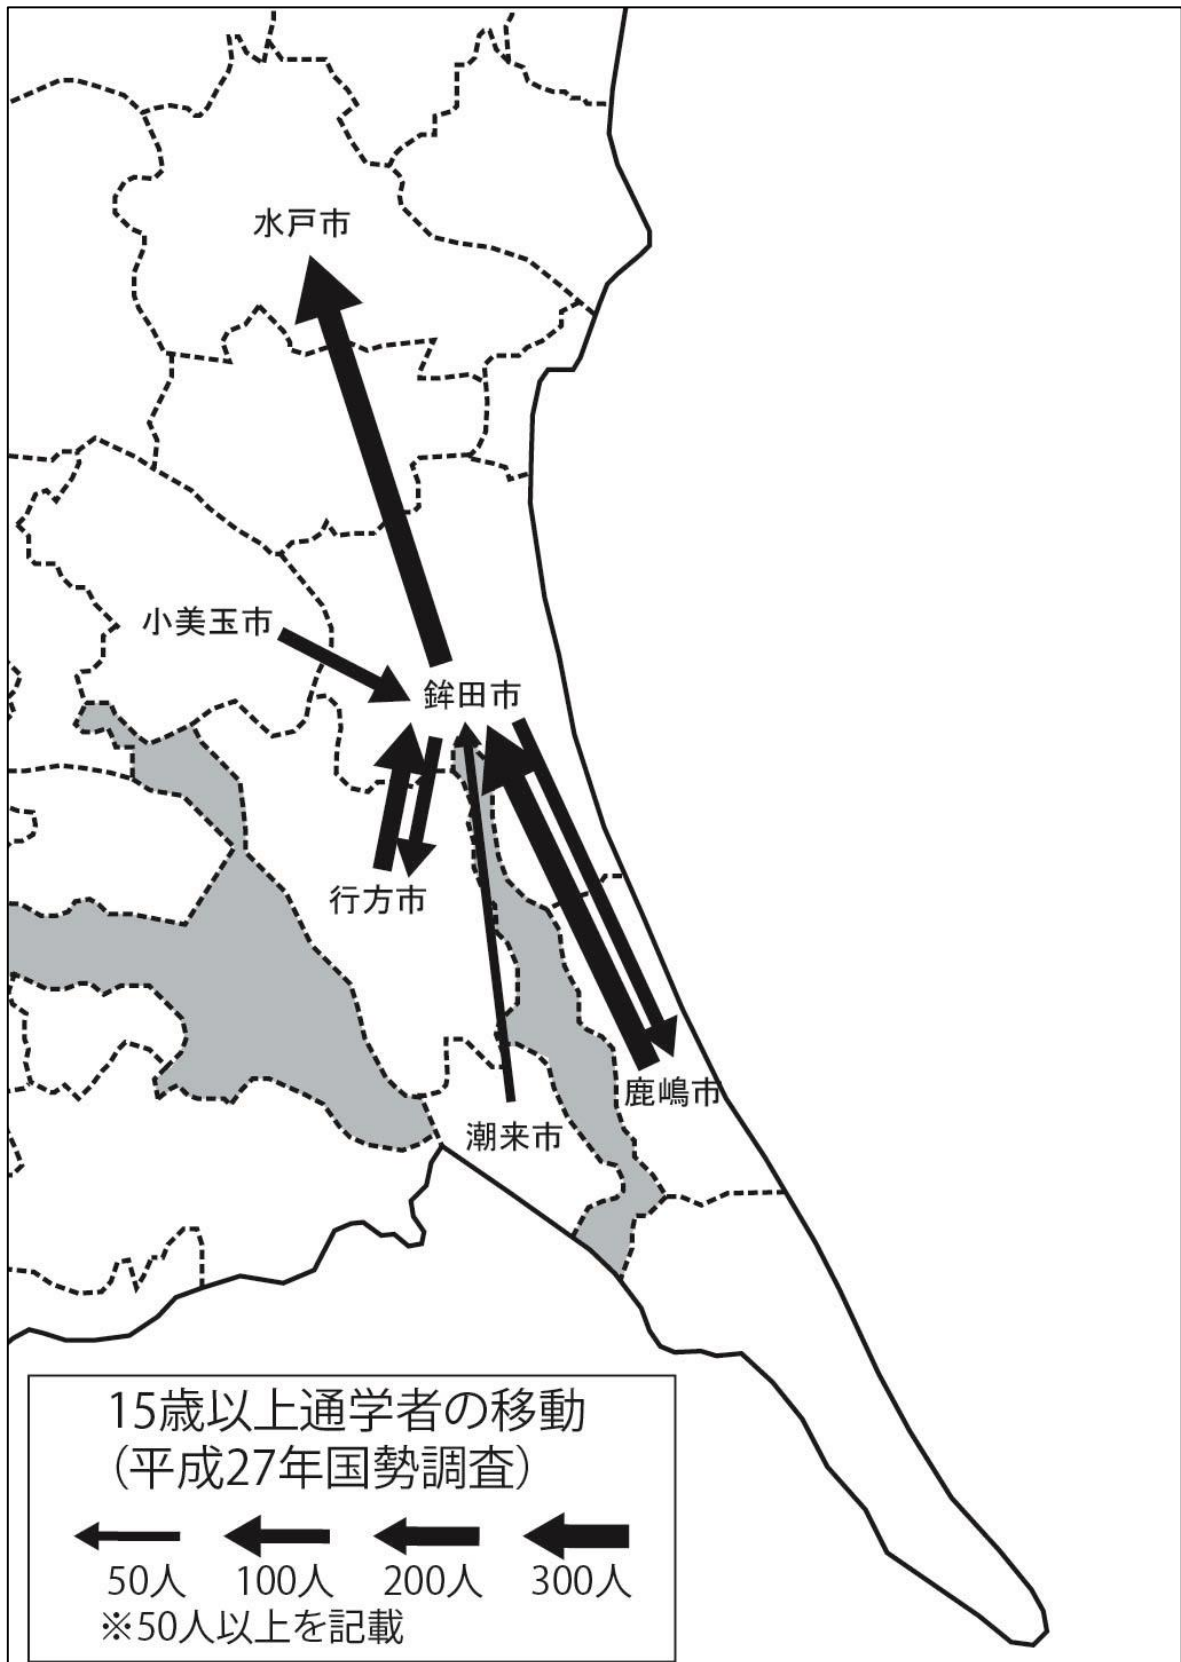 水戸市
小美玉市
鉾田市
行方市
鹿嶋市
潮来市
15歳以上通学者の移動
（平成27年国勢調査）
50人 100人 200人 300人
※50人以上を記載